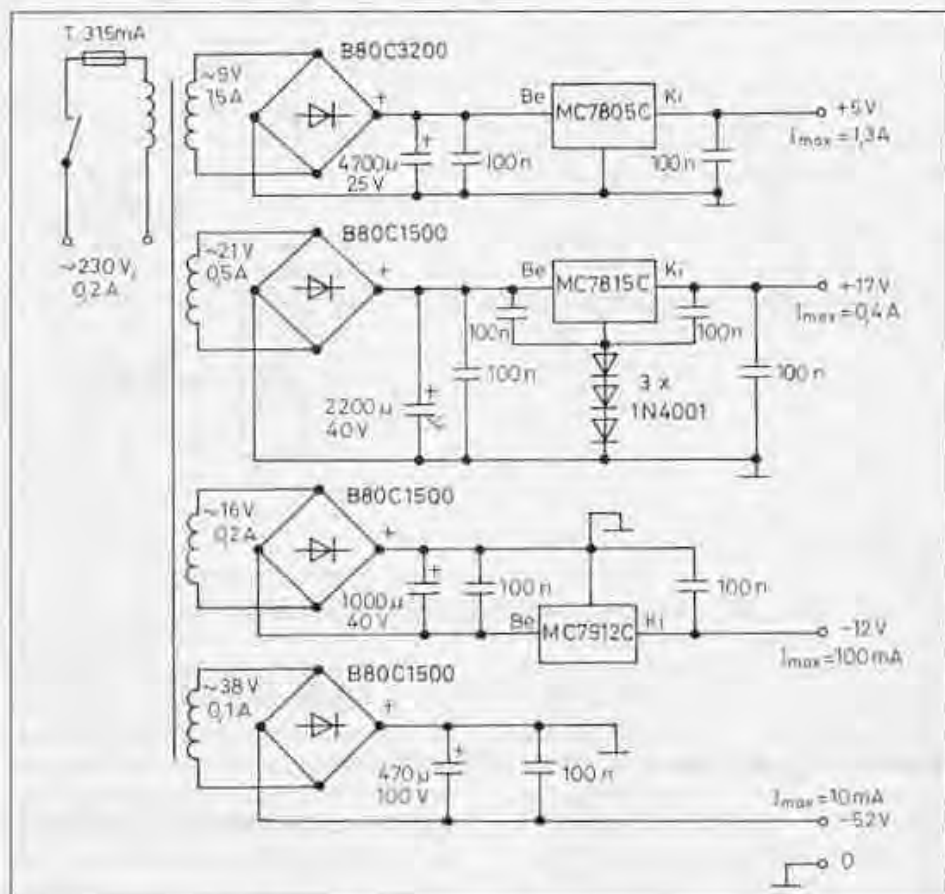 T. 315mA
~230V,
0,2A
~9V
1,5A
B80C3200
+
+
4700µ
25V
100n
Be
MC7805C
Ki
100n
+5V
Imax=1,3A
~21V
0,5A
B80C1500
+
+
2200µ
40V
100n
100n
Be
MC7815C
Ki
100n
3 x
1N4001
100n
+17V
Imax=0,4A
~16V
0,2A
B80C1500
+
+
1000µ
40V
100n
Be
MC7912C
Ki
100n
-12V
Imax=100mA
~38V
0,1A
B80C1500
+
+
470µ
100V
100n
Imax=10mA
-52V
0